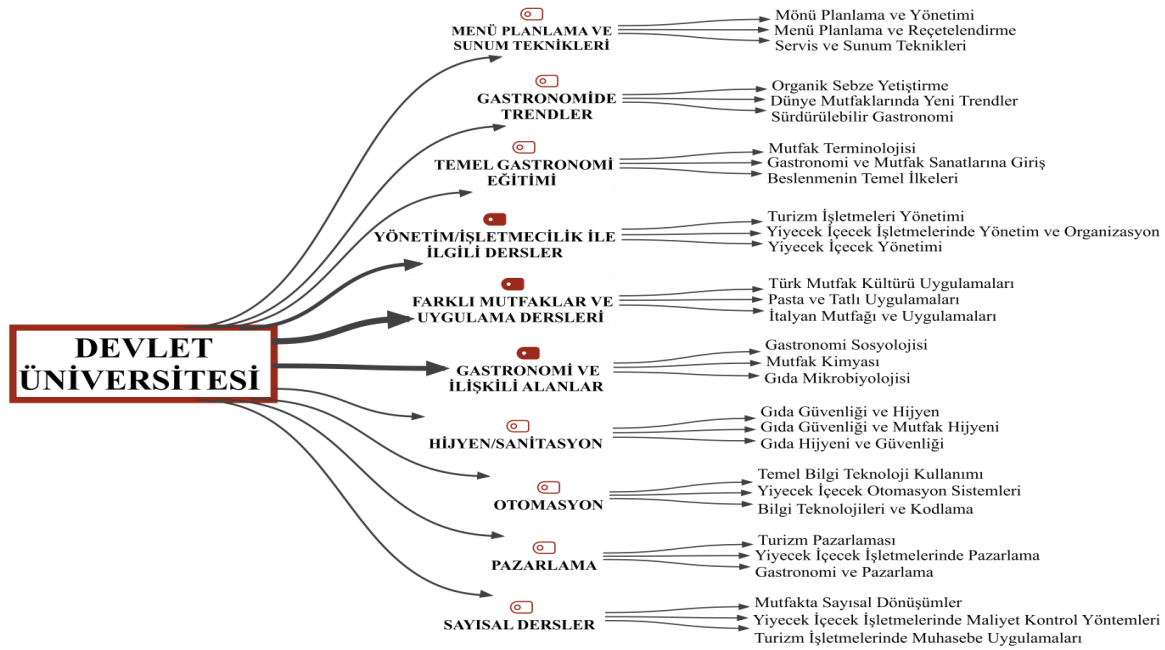 MENÜ PLANLAMA VE
SUNUM TEKNİKLERİ
Mönü Planlama ve Yönetimi
Menü Planlama ve Reçetelendirme
Servis ve Sunum Teknikleri
GASTRONOMİDE
TRENDLER
Organik Sebze Yetiştirme
Dünye Mutfaklarında Yeni Trendler
Sürdürülebilir Gastronomi
TEMEL GASTRONOMİ
EĞİTİMİ
Mutfak Terminolojisi
Gastronomi ve Mutfak Sanatlarına Giriş
Beslenmenin Temel İlkeleri
YÖNETİM/İŞLETMECİLİK İLE
İLGİLİ DERSLER
Turizm İşletmeleri Yönetimi
Yiyecek İçecek İşletmelerinde Yönetim ve Organizasyon
Yiyecek İçecek Yönetimi
FARKLI MUTFAKLAR VE
UYGULAMA DERSLERİ
Türk Mutfak Kültürü Uygulamaları
Pasta ve Tatlı Uygulamaları
İtalyan Mutfağı ve Uygulamaları
DEVLET
ÜNİVERSİTESİ
GASTRONOMİ VE
İLİŞKİLİ ALANLAR
Gastronomi Sosyolojisi
Mutfak Kimyası
Gıda Mikrobiyolojisi
HİJYEN/SANİTASYON
Gıda Güvenliği ve Hijyen
Gıda Güvenliği ve Mutfak Hijyeni
Gıda Hijyeni ve Güvenliği
OTOMASYON
Temel Bilgi Teknoloji Kullanımı
Yiyecek İçecek Otomasyon Sistemleri
Bilgi Teknolojileri ve Kodlama
PAZARLAMA
Turizm Pazarlaması
Yiyecek İçecek İşletmelerinde Pazarlama
Gastronomi ve Pazarlama
SAYISAL DERSLER
Mutfakta Sayısal Dönüşümler
Yiyecek İçecek İşletmelerinde Maliyet Kontrol Yöntemleri
Turizm İşletmelerinde Muhasebe Uygulamaları